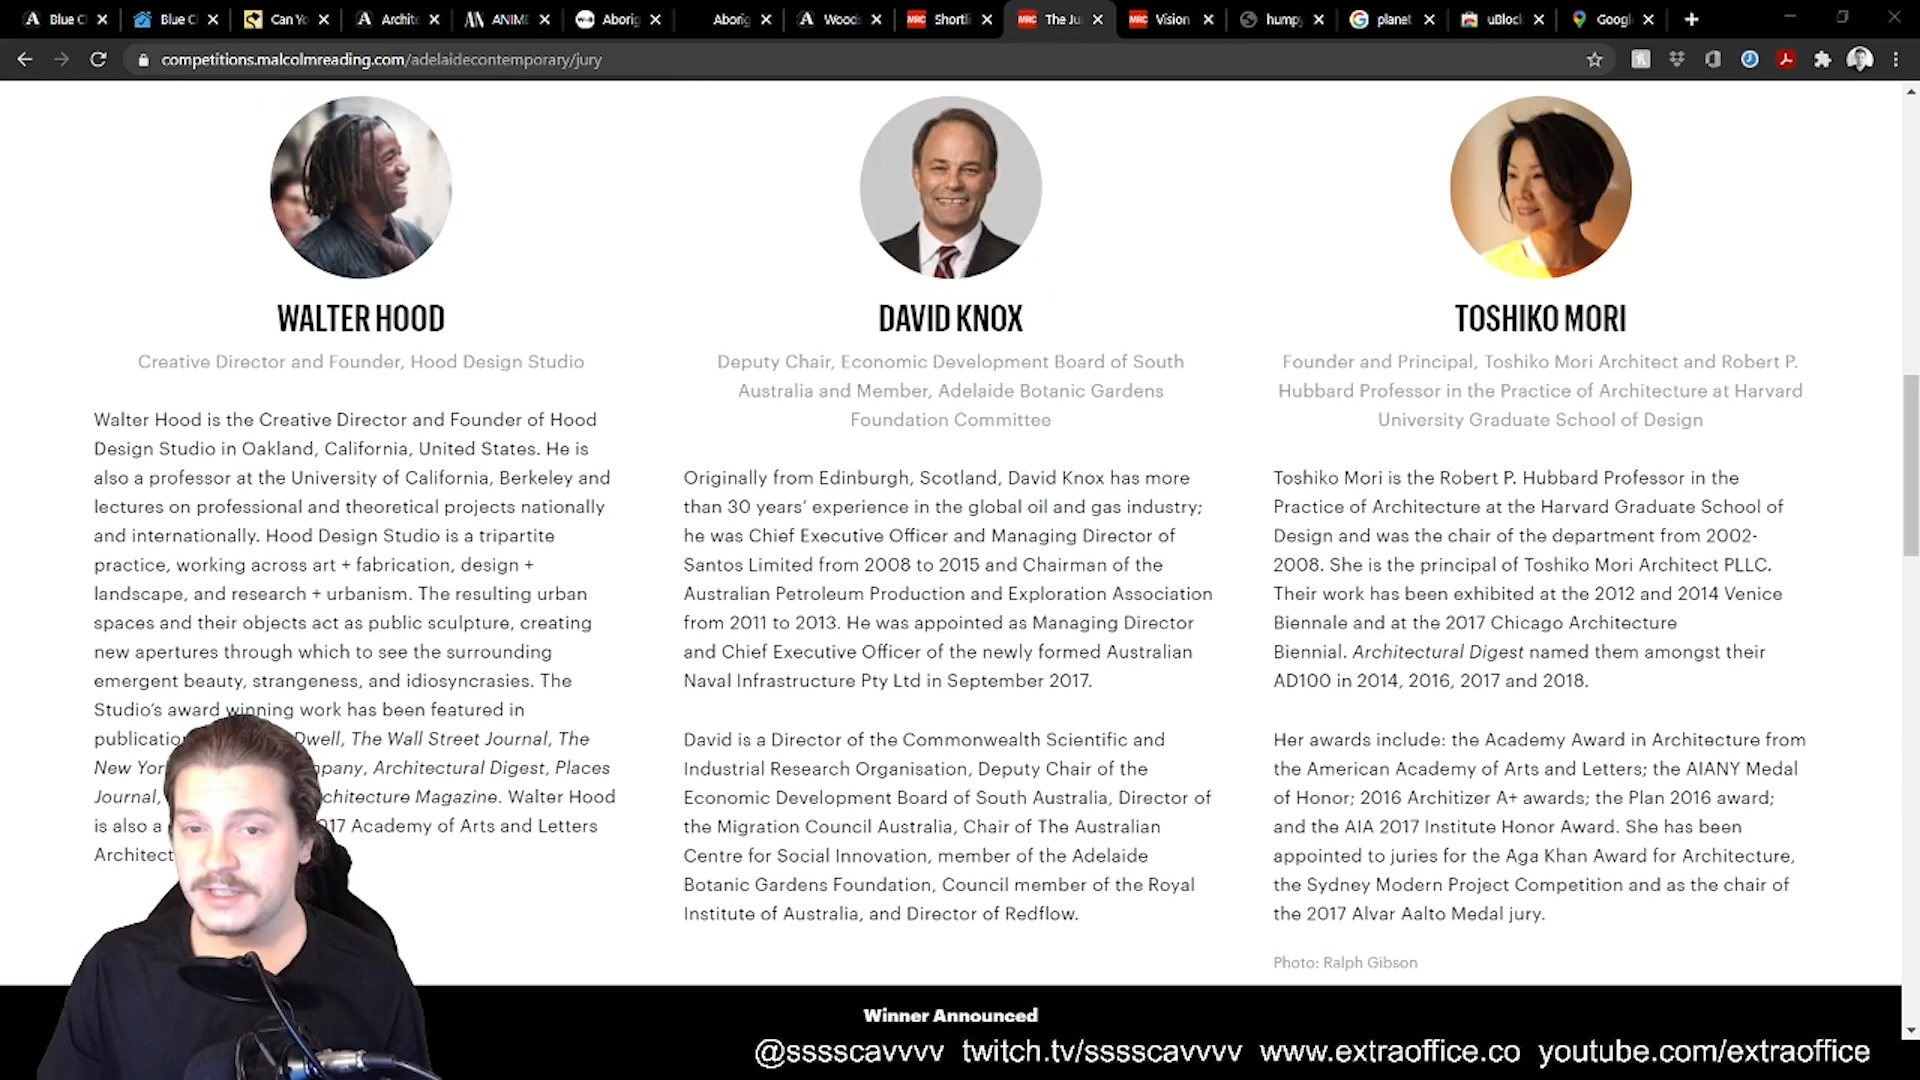 Blue C
Blue C
Can Yo
Archite
ANIME
Aborig
Aborig
Woods
Shortli
The Ju
Vision
humpy
planet
uBlock
Googl
competitions.malcolmreading.com/adelaidecontemporary/jury
WALTER HOOD
Creative Director and Founder, Hood Design Studio
Walter Hood is the Creative Director and Founder of Hood
Design Studio in Oakland, California, United States. He is
also a professor at the University of California, Berkeley and
lectures on professional and theoretical projects nationally
and internationally. Hood Design Studio is a tripartite
practice, working across art + fabrication, design +
landscape, and research + urbanism. The resulting urban
spaces and their objects act as public sculpture, creating
new apertures through which to see the surrounding
emergent beauty, strangeness, and idiosyncrasies. The
Studio's award winning work has been featured in
publicatio Dwell, The Wall Street Journal, The
New Yor mpany, Architectural Digest, Places
Journal, chitecture Magazine. Walter Hood
is also a 017 Academy of Arts and Letters
Architect
DAVID KNOX
Deputy Chair, Economic Development Board of South
Australia and Member, Adelaide Botanic Gardens
Foundation Committee
Originally from Edinburgh, Scotland, David Knox has more
than 30 years' experience in the global oil and gas industry;
he was Chief Executive Officer and Managing Director of
Santos Limited from 2008 to 2015 and Chairman of the
Australian Petroleum Production and Exploration Association
from 2011 to 2013. He was appointed as Managing Director
and Chief Executive Officer of the newly formed Australian
Naval Infrastructure Pty Ltd in September 2017.
David is a Director of the Commonwealth Scientific and
Industrial Research Organisation, Deputy Chair of the
Economic Development Board of South Australia, Director of
the Migration Council Australia, Chair of The Australian
Centre for Social Innovation, member of the Adelaide
Botanic Gardens Foundation, Council member of the Royal
Institute of Australia, and Director of Redflow.
TOSHIKO MORI
Founder and Principal, Toshiko Mori Architect and Robert P.
Hubbard Professor in the Practice of Architecture at Harvard
University Graduate School of Design
Toshiko Mori is the Robert P. Hubbard Professor in the
Practice of Architecture at the Harvard Graduate School of
Design and was the chair of the department from 2002-
2008. She is the principal of Toshiko Mori Architect PLLC.
Their work has been exhibited at the 2012 and 2014 Venice
Biennale and at the 2017 Chicago Architecture
Biennial. Architectural Digest named them amongst their
AD100 in 2014, 2016, 2017 and 2018.
Her awards include: the Academy Award in Architecture from
the American Academy of Arts and Letters; the AIANY Medal
of Honor; 2016 Architizer A+ awards; the Plan 2016 award;
and the AIA 2017 Institute Honor Award. She has been
appointed to juries for the Aga Khan Award for Architecture,
the Sydney Modern Project Competition and as the chair of
the 2017 Alvar Aalto Medal jury.
Photo: Ralph Gibson
Winner Announced
@sssscavvvv twitch.tv/sssscavvvv www.extraoffice.co youtube.com/extraoffice